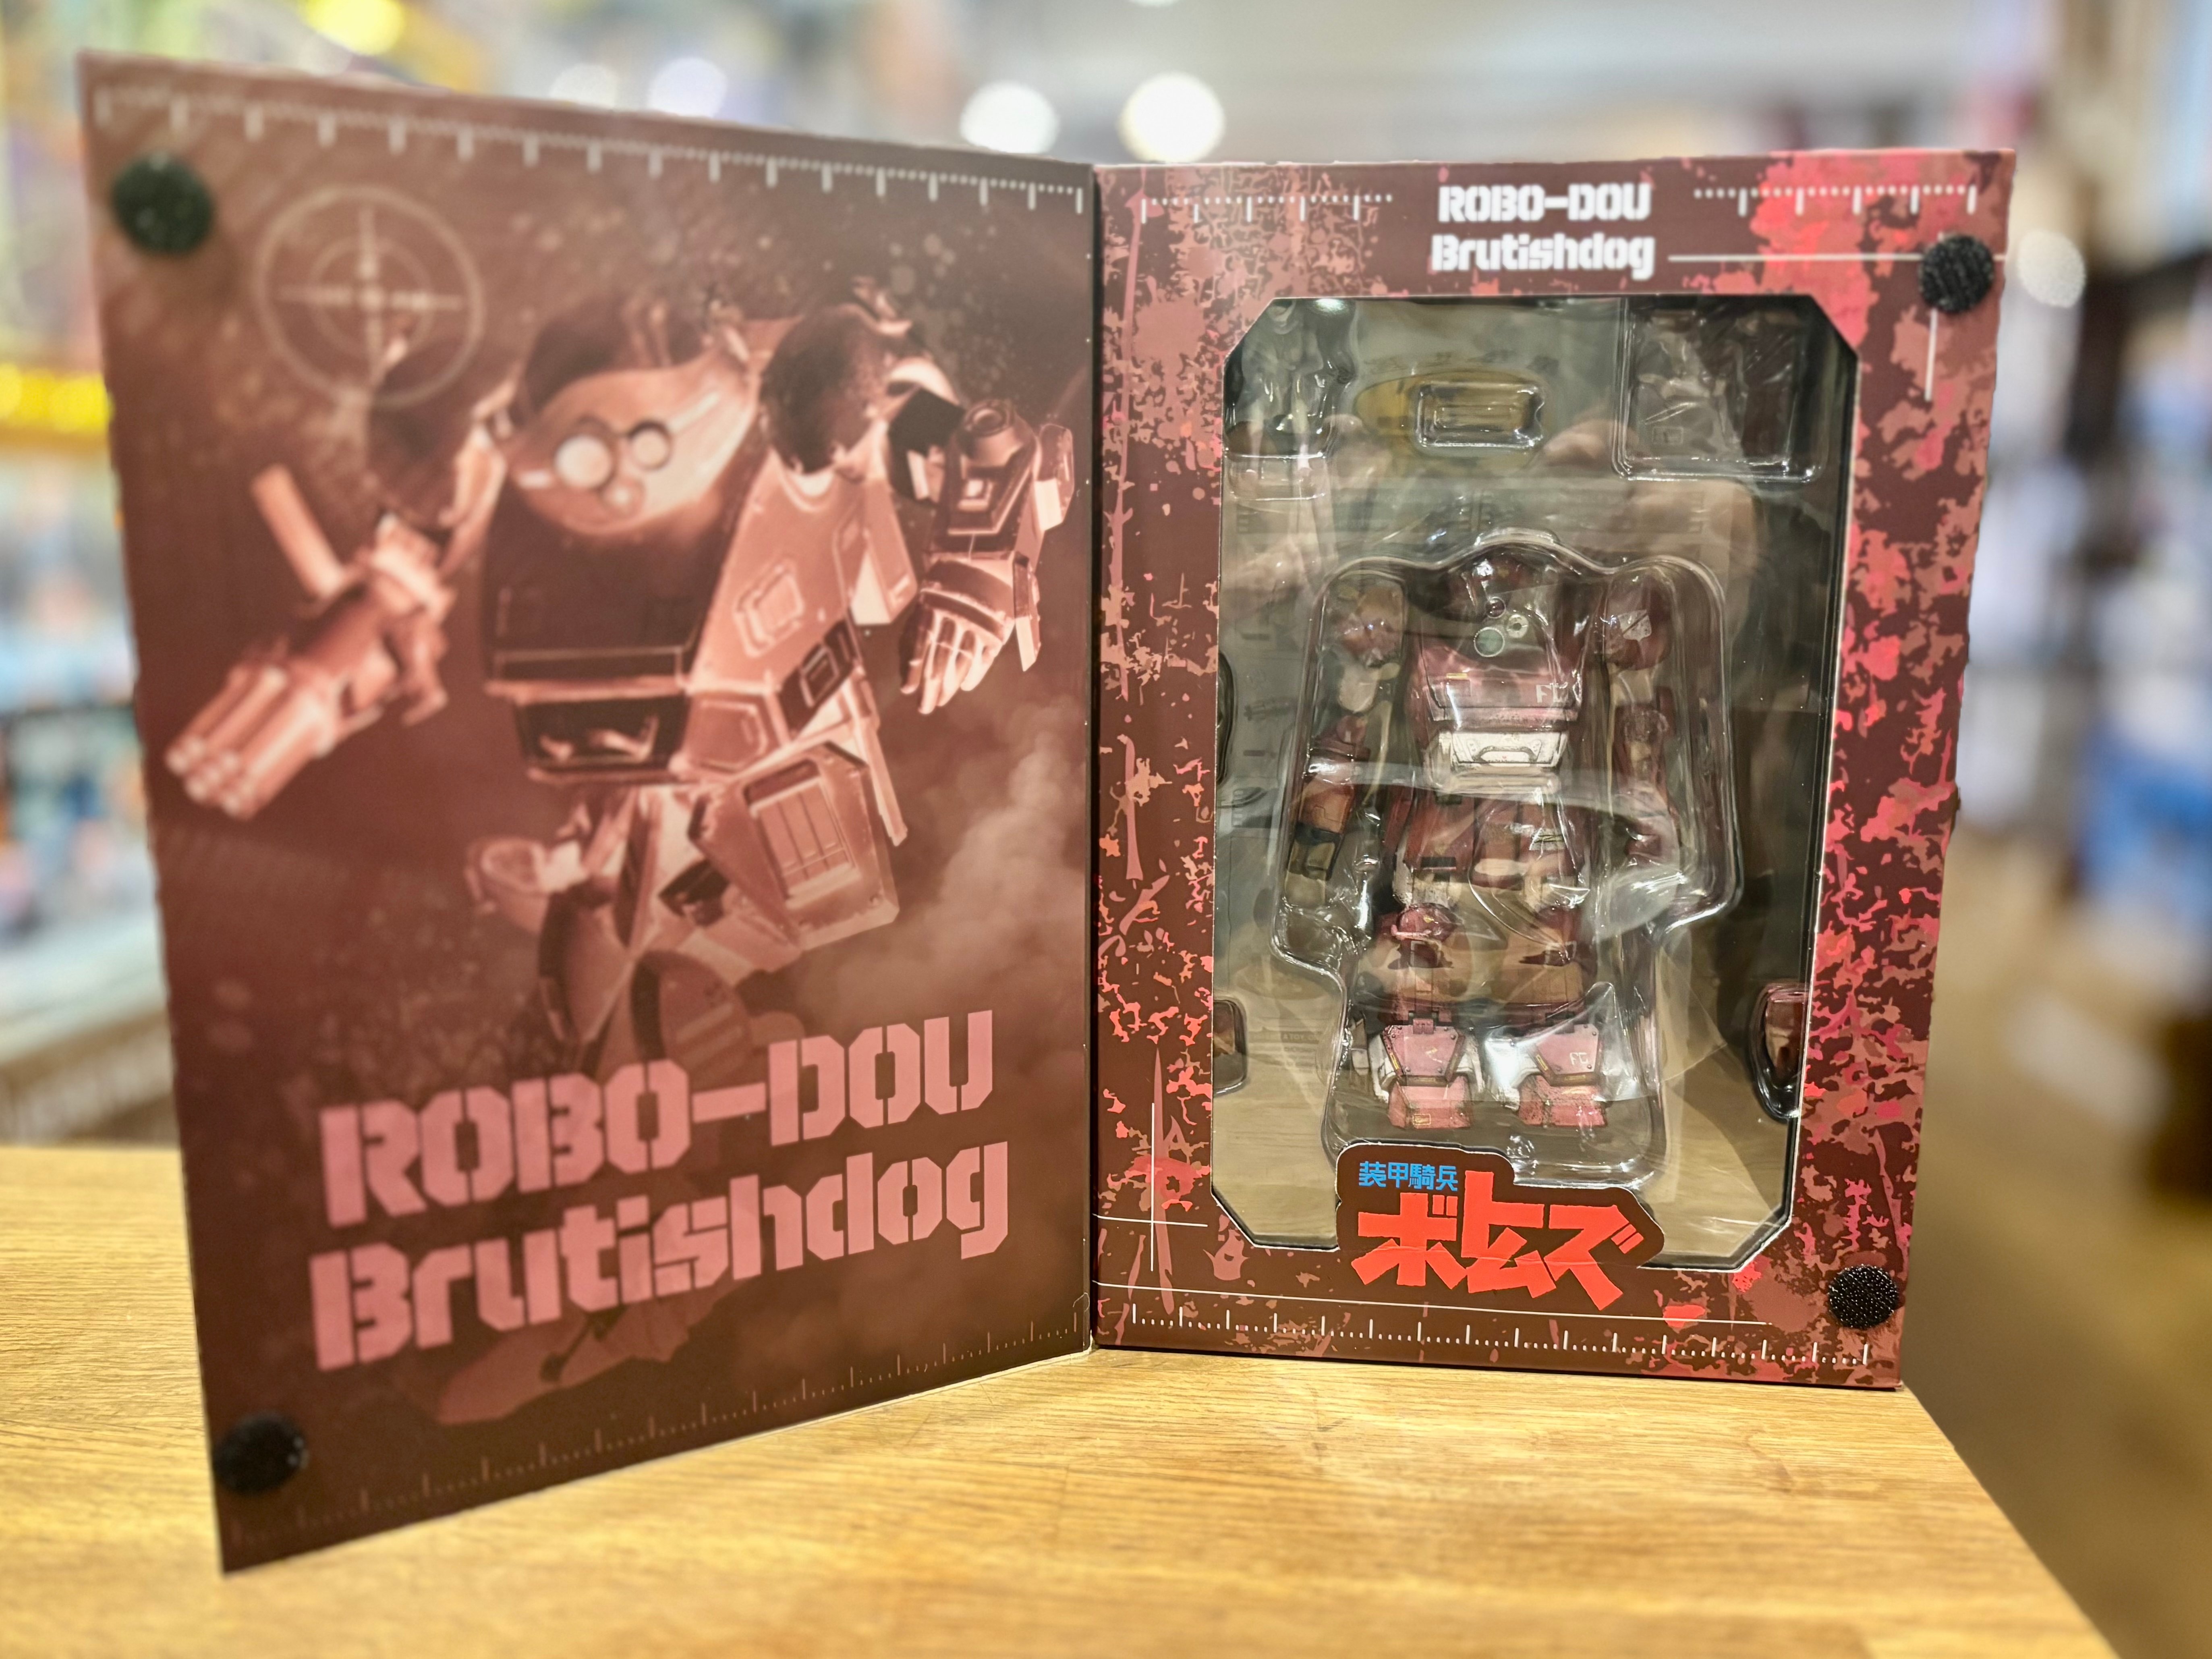 ROBO-DOU
Brutishdog
ROBO-DOU
Brutishdog
装甲騎兵
ボトムズ